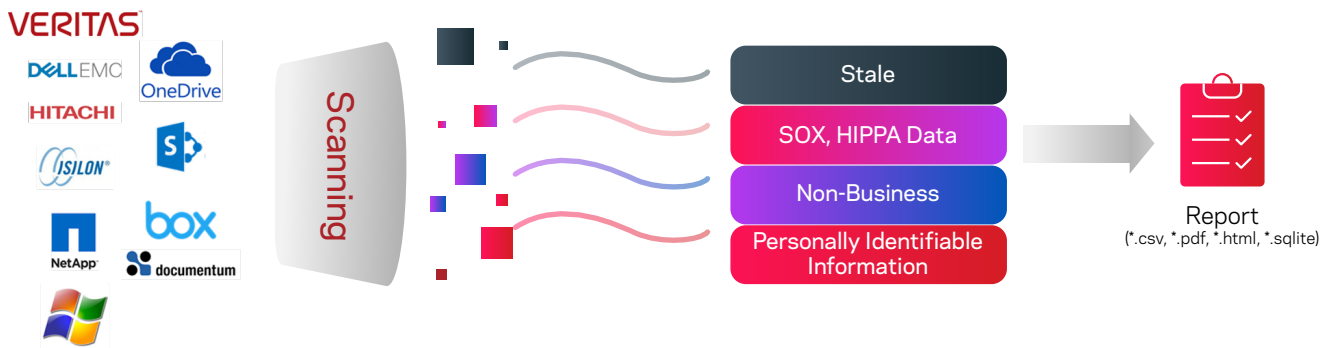 VERITAS
DELLEMC
OneDrive
HITACHI
S
ISILON®
box
NetApp
documentum
Scanning
Stale
SOX, HIPPA Data
Non-Business
Personally Identifiable
Information
Report
(*.csv, *.pdf, *.html, *.sqlite)